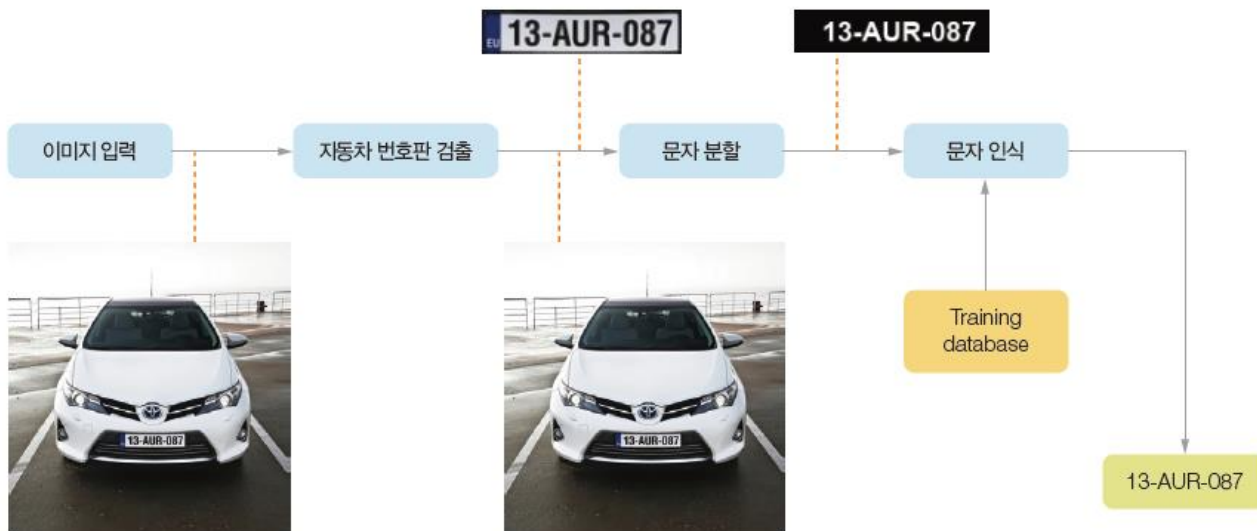 EU 13-AUR-087
13-AUR-087
이미지 입력
자동차 번호판 검출
문자 분할
문자 인식
Training
database
13-AUR-087
13-AUR-087
13-AUR-087